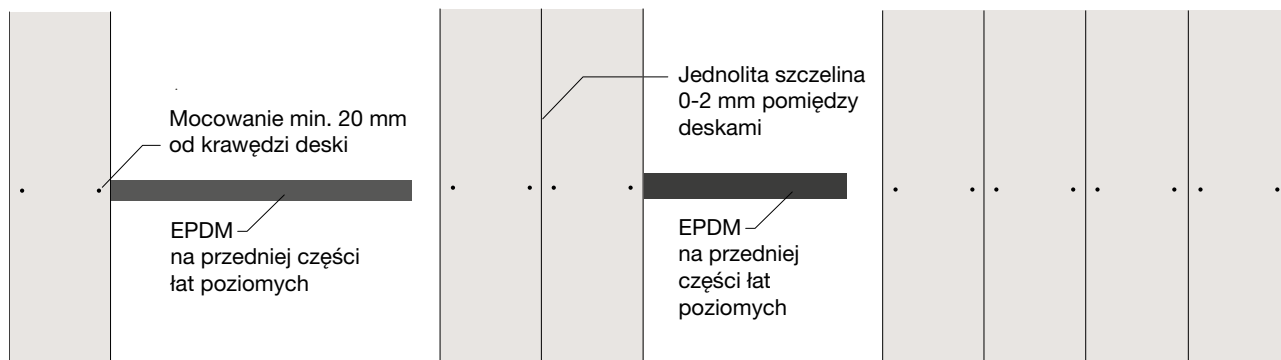 Mocowanie min. 20 mm
od krawędzi deski
EPDM
na przedniej części
łat poziomych
Jednolita szczelina
0-2 mm pomiędzy
deskami
EPDM
na przedniej
części łat
poziomych